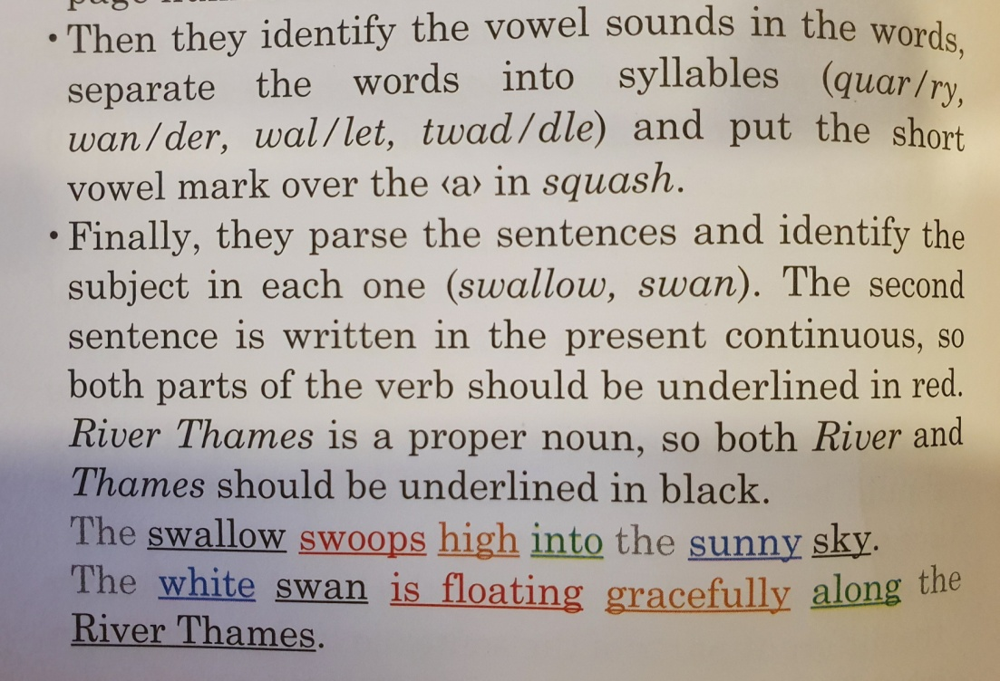 • Then they identify the vowel sounds in the words,
separate the words into syllables (quar/ry,
wan/der, wal/let, twad/dle) and put the short
vowel mark over the ‹a› in squash.
• Finally, they parse the sentences and identify the
subject in each one (swallow, swan). The second
sentence is written in the present continuous, so
both parts of the verb should be underlined in red.
River Thames is a proper noun, so both River and
Thames should be underlined in black.
The swallow swoops high into the sunny sky.
The white swan is floating gracefully along the
River Thames.